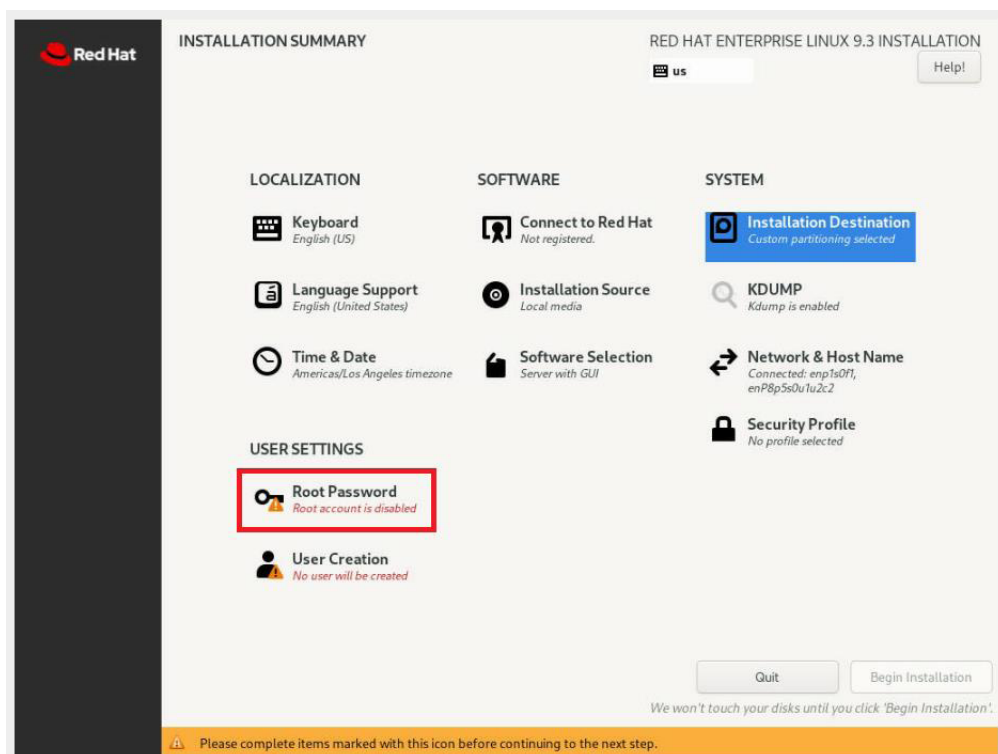 Red Hat
INSTALLATION SUMMARY
RED HAT ENTERPRISE LINUX 9.3 INSTALLATION
us
Help!
LOCALIZATION
Keyboard
English (US)
Language Support
English (United States)
Time & Date
Americas/Los Angeles timezone
SOFTWARE
Connect to Red Hat
Not registered.
Installation Source
Local media
Software Selection
Server with GUI
SYSTEM
Installation Destination
Custom partitioning selected
KDUMP
Kdump is enabled
Network & Host Name
Connected: enp1s0f1,
enP8p5s0u1u2c2
Security Profile
No profile selected
USER SETTINGS
Root Password
Root account is disabled
User Creation
No user will be created
Quit
Begin Installation
We won't touch your disks until you click 'Begin Installation'.
Please complete items marked with this icon before continuing to the next step.